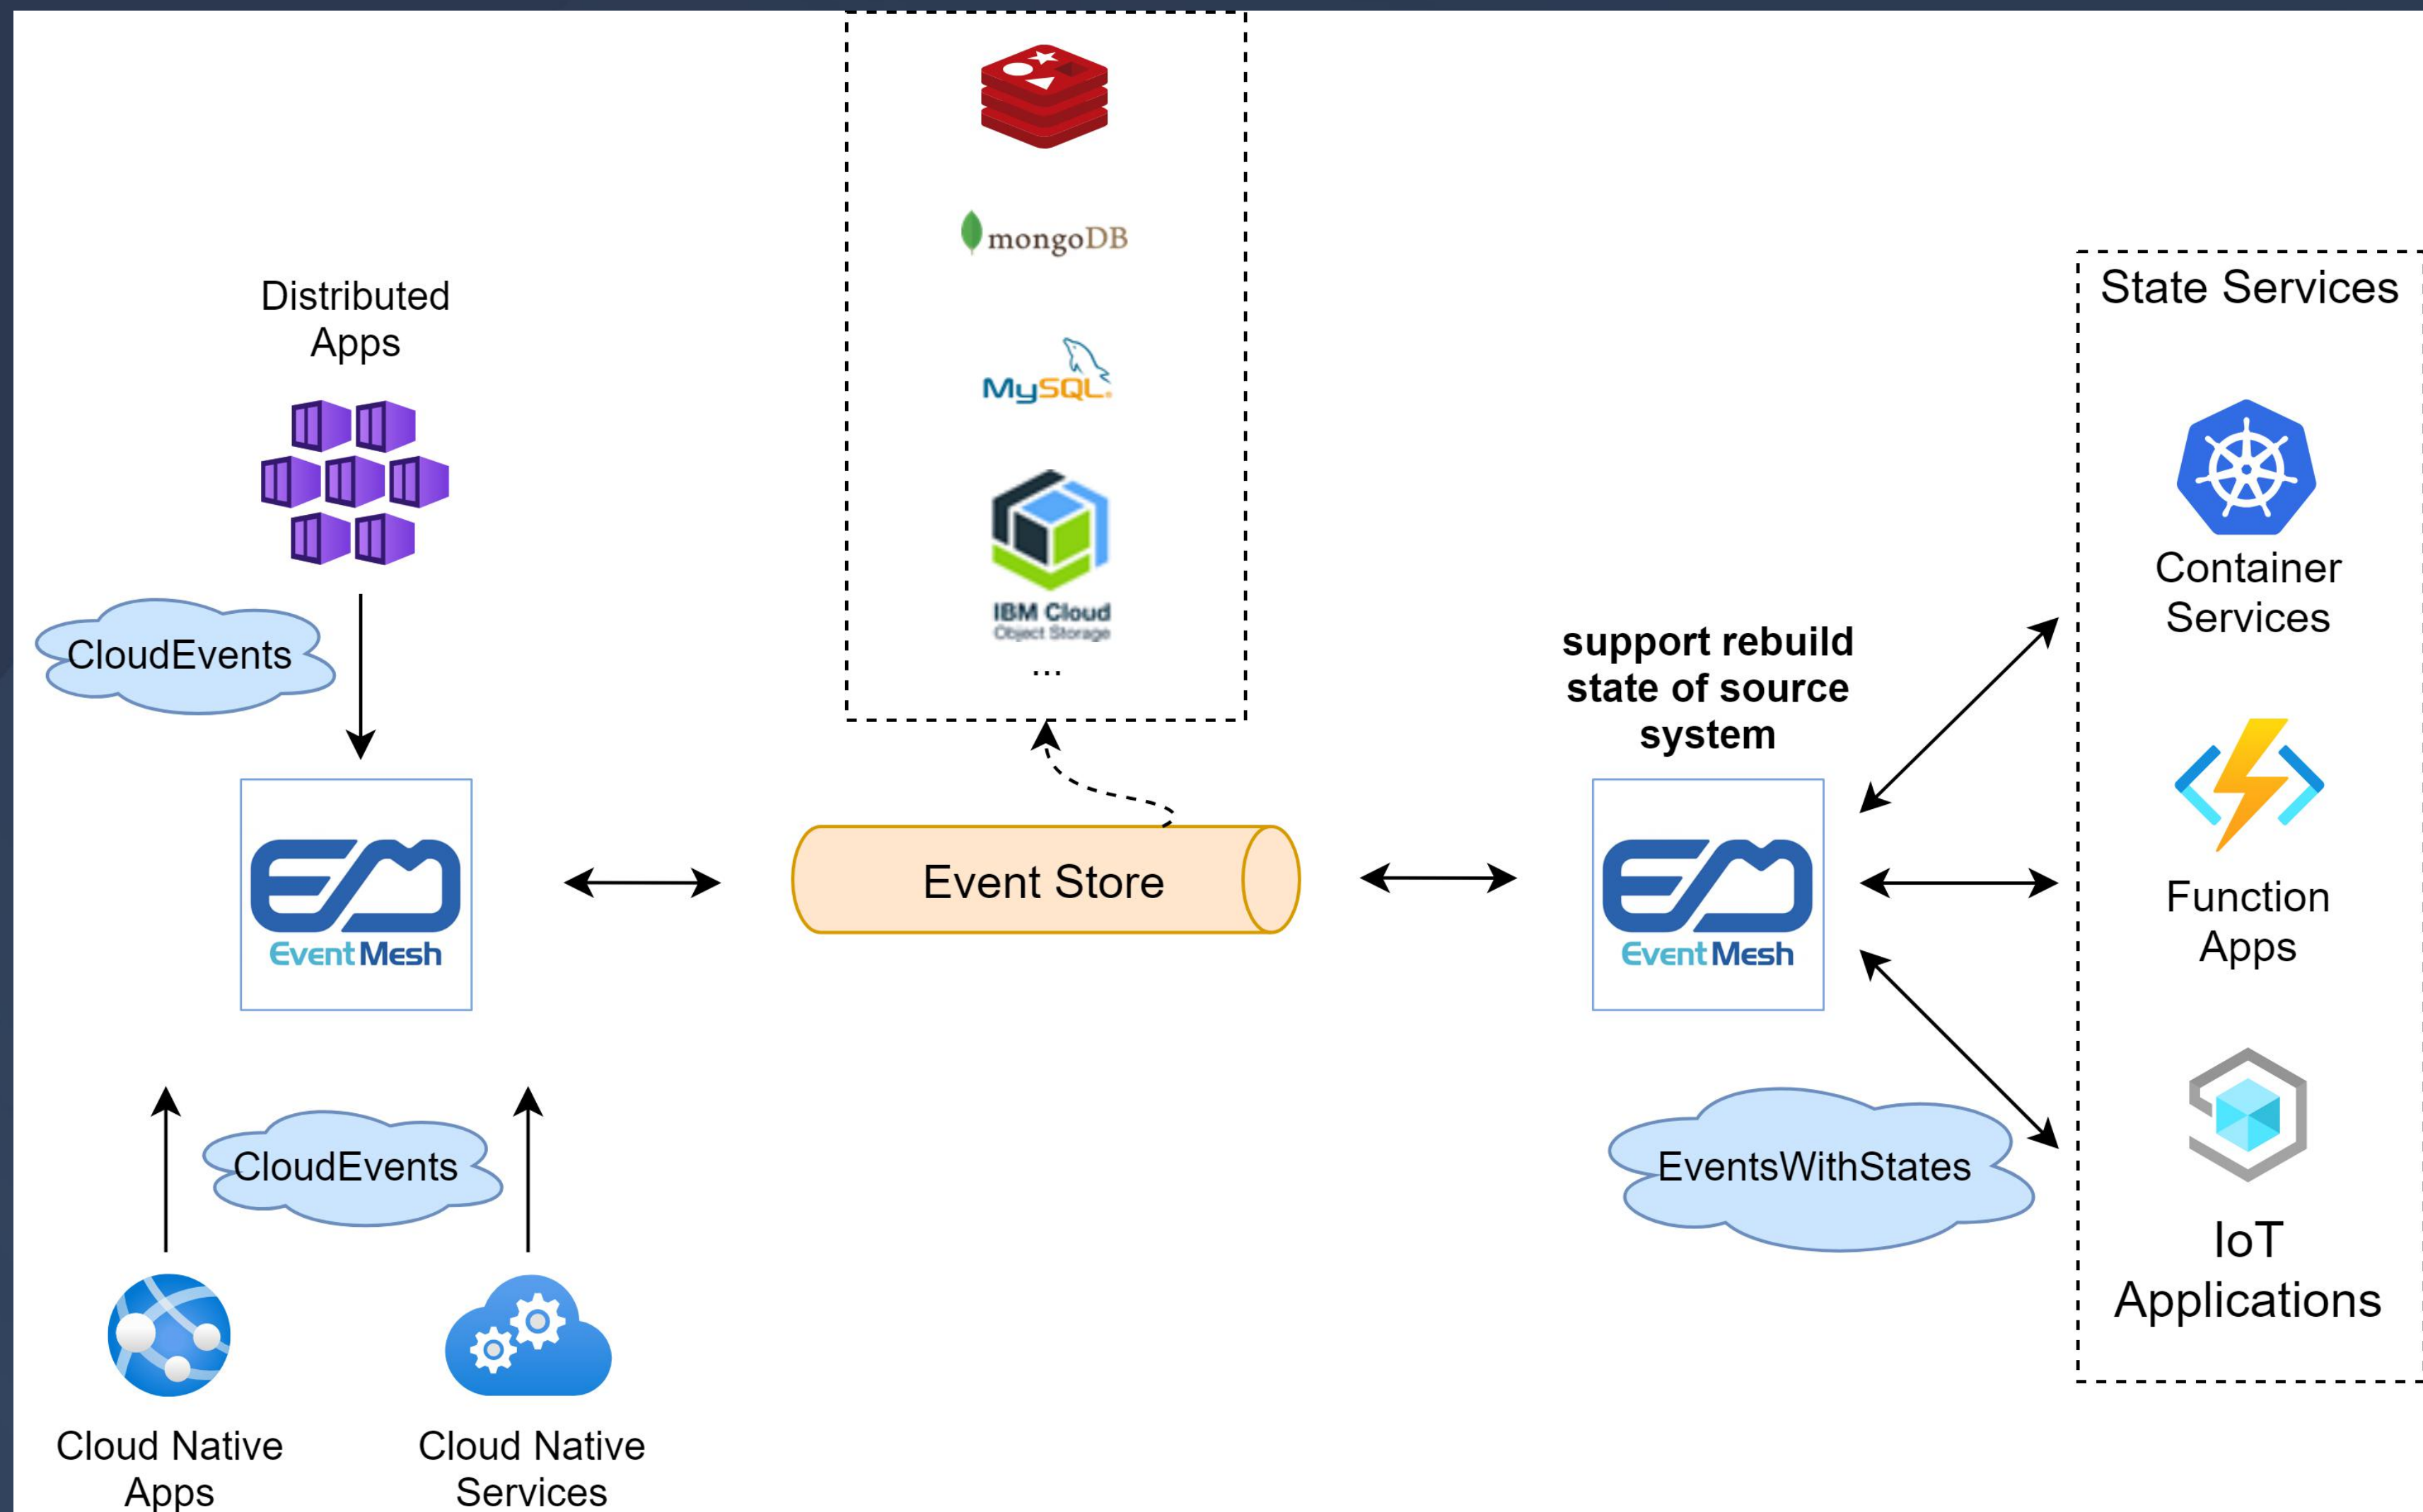 mongoDB
MySQL
IBM Cloud
Object Storage
...
Distributed
Apps
CloudEvents
EventMesh
CloudEvents
Cloud Native
Apps
Cloud Native
Services
Event Store
support rebuild
state of source
system
EventMesh
EventsWithStates
State Services
Container
Services
Function
Apps
IoT
Applications